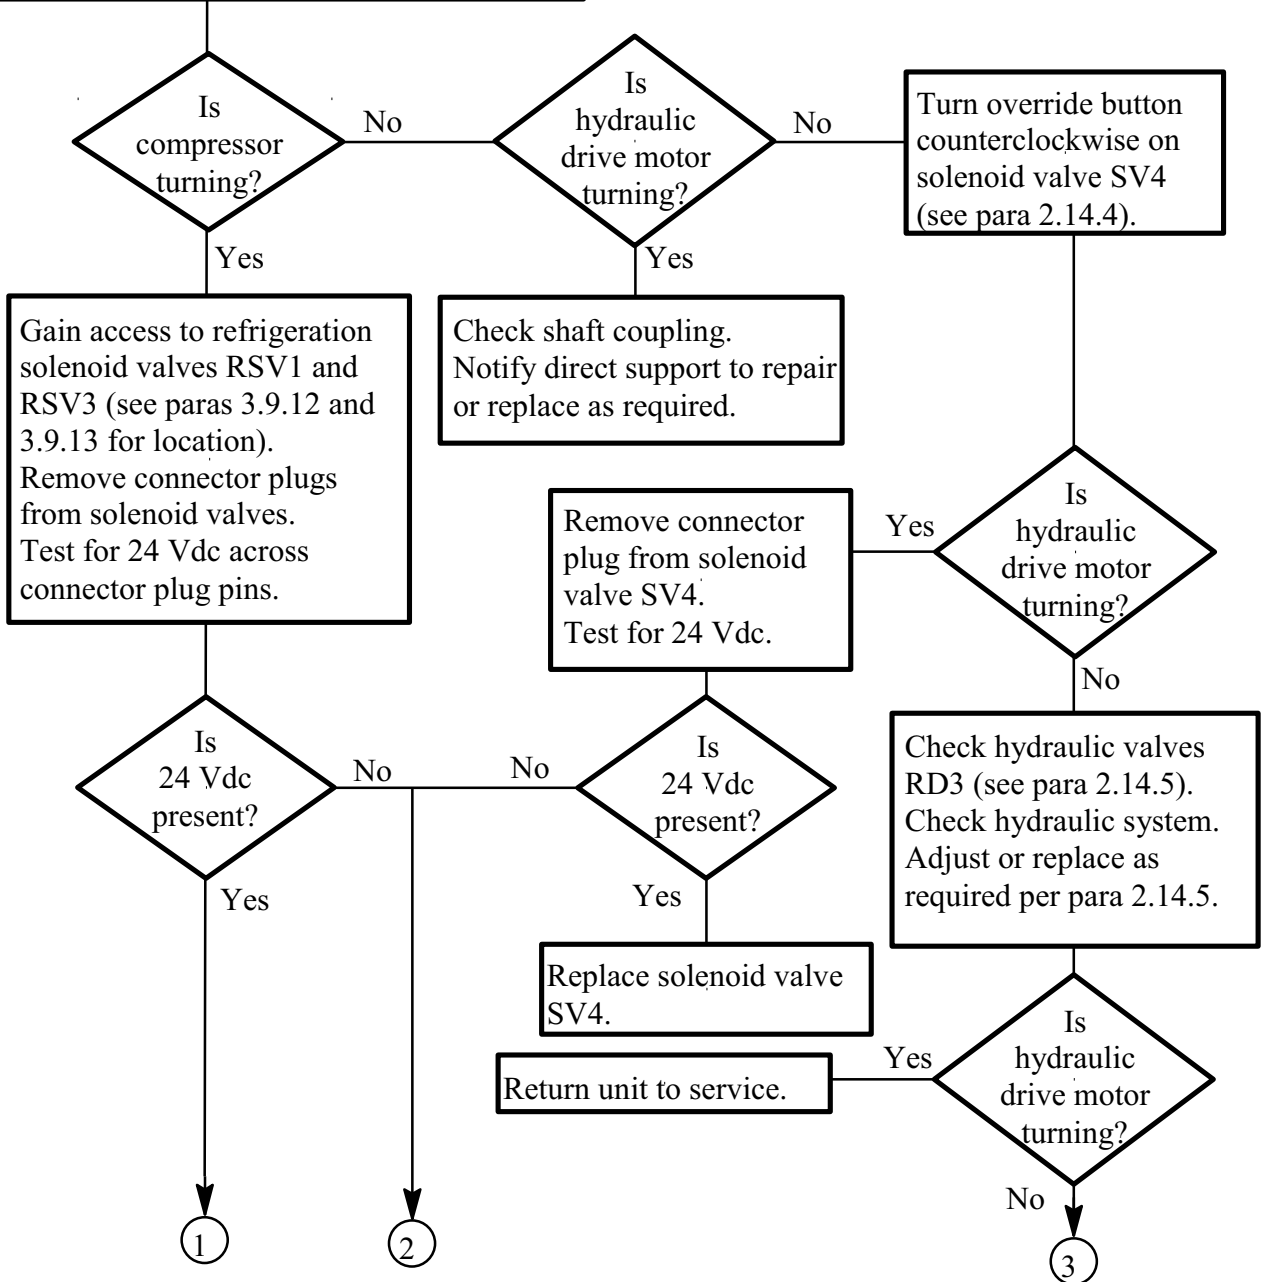 Is
compressor
turning?
No
Is
hydraulic
drive motor
turning?
No
Turn override button
counterclockwise on
solenoid valve SV4
(see para 2.14.4).
Yes
Yes
Gain access to refrigeration
solenoid valves RSV1 and
RSV3 (see paras 3.9.12 and
3.9.13 for location).
Remove connector plugs
from solenoid valves.
Test for 24 Vdc across
connector plug pins.
Check shaft coupling.
Notify direct support to repair
or replace as required.
Remove connector
plug from solenoid
valve SV4.
Test for 24 Vdc.
Yes
Is
hydraulic
drive motor
turning?
No
Is
24 Vdc
present?
No
No
Is
24 Vdc
present?
Check hydraulic valves
RD3 (see para 2.14.5).
Check hydraulic system.
Adjust or replace as
required per para 2.14.5.
Yes
Yes
Replace solenoid valve
SV4.
Return unit to service.
Yes
Is
hydraulic
drive motor
turning?
No
1
2
3